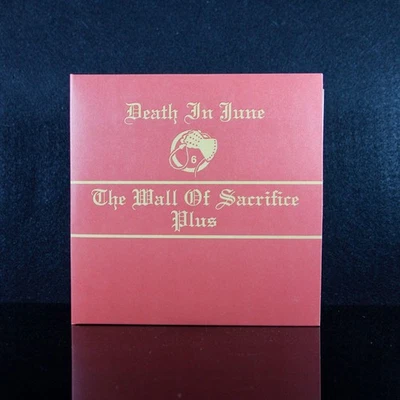 Death In June
6
The Wall Of Sacrifice
Plus